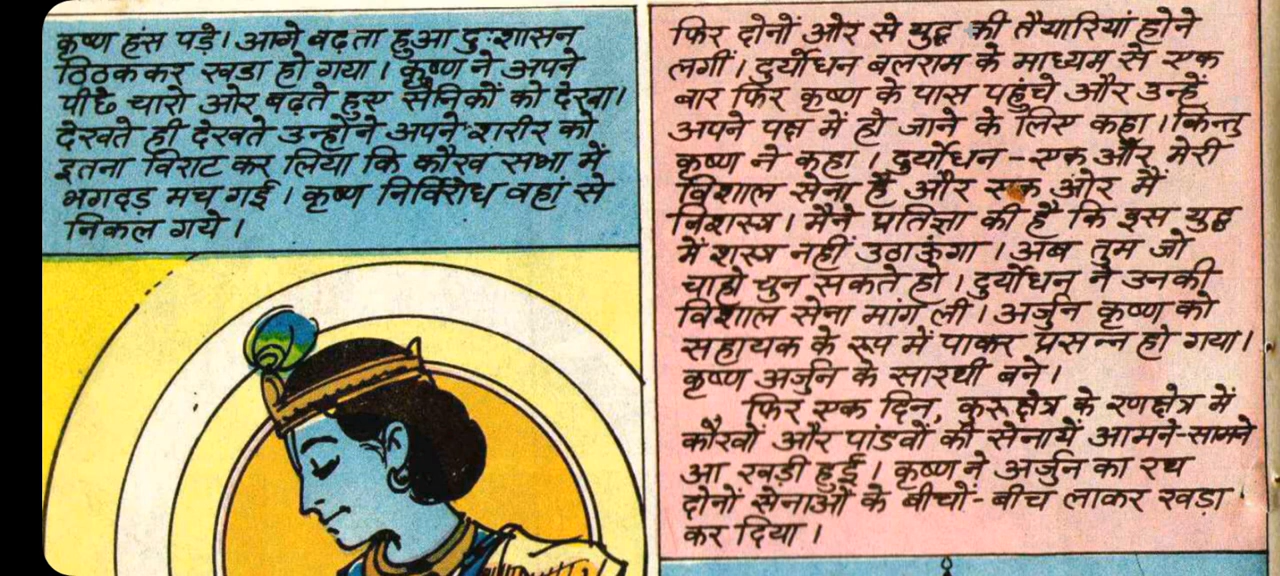 कृष्ण हंस पड़े। आगे बढ़ता हुआ दुःशासन
ठिठककर खडा हो गया। कृष्ण ने अपने
पीछे चारो ओर बढ़ते हुए सैनिकों को देखा।
देखते ही देखते उन्होंने अपने शरीर को
इतना विराट कर लिया कि कौरव सभा में
भगदड़ मच गई। कृष्ण निर्विरोध वहां से
निकल गये।
फिर दोनों ओर से युद्ध की तैयारियां होने
लगीं। दुर्योधन बलराम के माध्यम से एक
बार फिर कृष्ण के पास पहुंचे और उन्हें
अपने पक्ष में हो जाने के लिए कहा। किन्तु
कृष्ण ने कहा। दुर्योधन - एक और मेरी
विशाल सेना है और एक ओर मैं
निशस्त्र। मैंने प्रतिज्ञा की है कि इस युद्ध
में शस्त्र नहीं उठाऊंगा। अब तुम जो
चाहो चुन सकते हो। दुर्योधन ने उनकी
विशाल सेना मांग ली। अर्जुन कृष्ण को
सहायक के रूप में पाकर प्रसन्न हो गया।
कृष्ण अर्जुन के सारथी बने।
फिर एक दिन, कुरूक्षेत्र के रणक्षेत्र में
कौरवों और पांडवों की सेनायें आमने-सामने
आ खड़ी हुई। कृष्ण ने अर्जुन का रथ
दोनों सेनाओं के बीचों-बीच लाकर खड़ा
कर दिया।